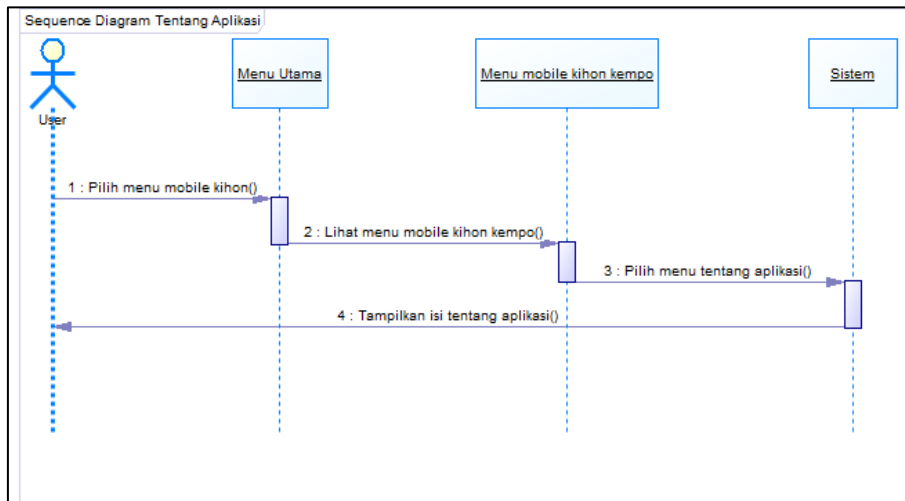 Sequence Diagram Tentang Aplikasi
User
Menu Utama
Menu mobile kihon kempo
Sistem
1 : Pilih menu mobile kihon()
2 : Lihat menu mobile kihon kempo()
3 : Pilih menu tentang aplikasi()
4 : Tampilkan isi tentang aplikasi()